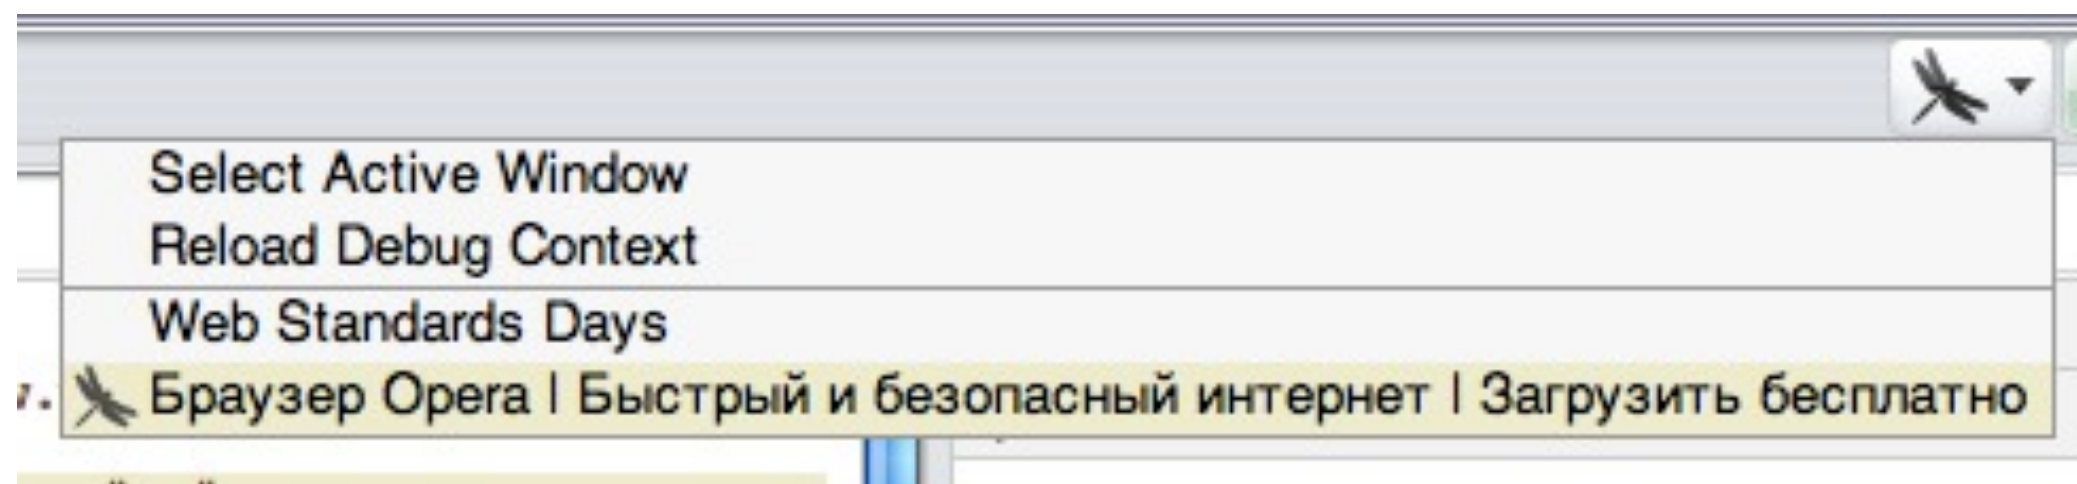 Select Active Window
Reload Debug Context
Web Standards Days
Браузер Opera | Быстрый и безопасный интернет | Загрузить бесплатно